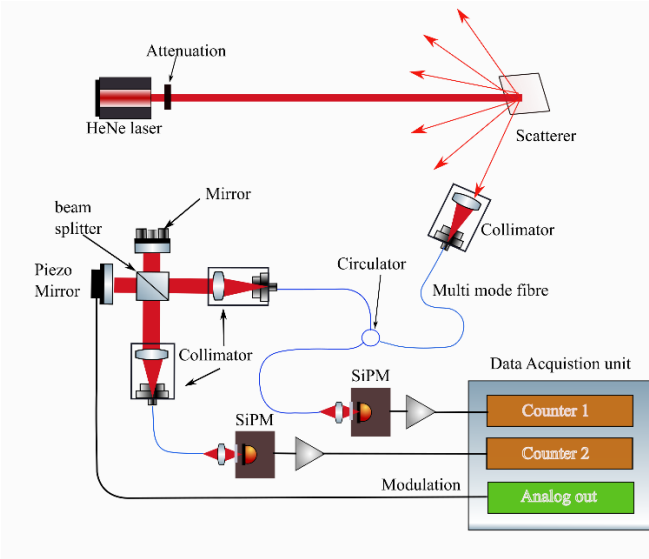 Attenuation
HeNe laser
Scatterer
Mirror
beam
splitter
Collimator
Circulator
Piezo
Mirror
Multi mode fibre
Collimator
Data Acquistion unit
SiPM
Counter 1
SiPM
Counter 2
Modulation
Analog out